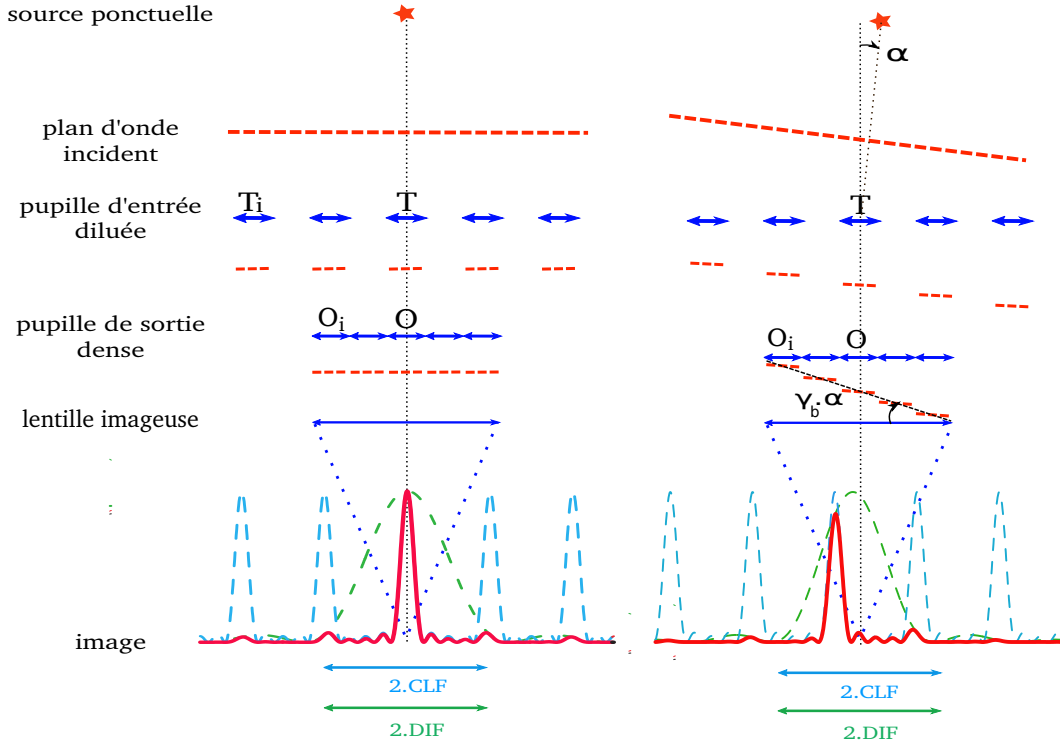 source ponctuelle
α
plan d'onde
incident
pupille d'entrée
diluée
Ti
T
T
pupille de sortie
dense
Oi
O
Oi
O
lentille imageuse
γb.α
image
2.CLF
2.DIF
2.CLF
2.DIF